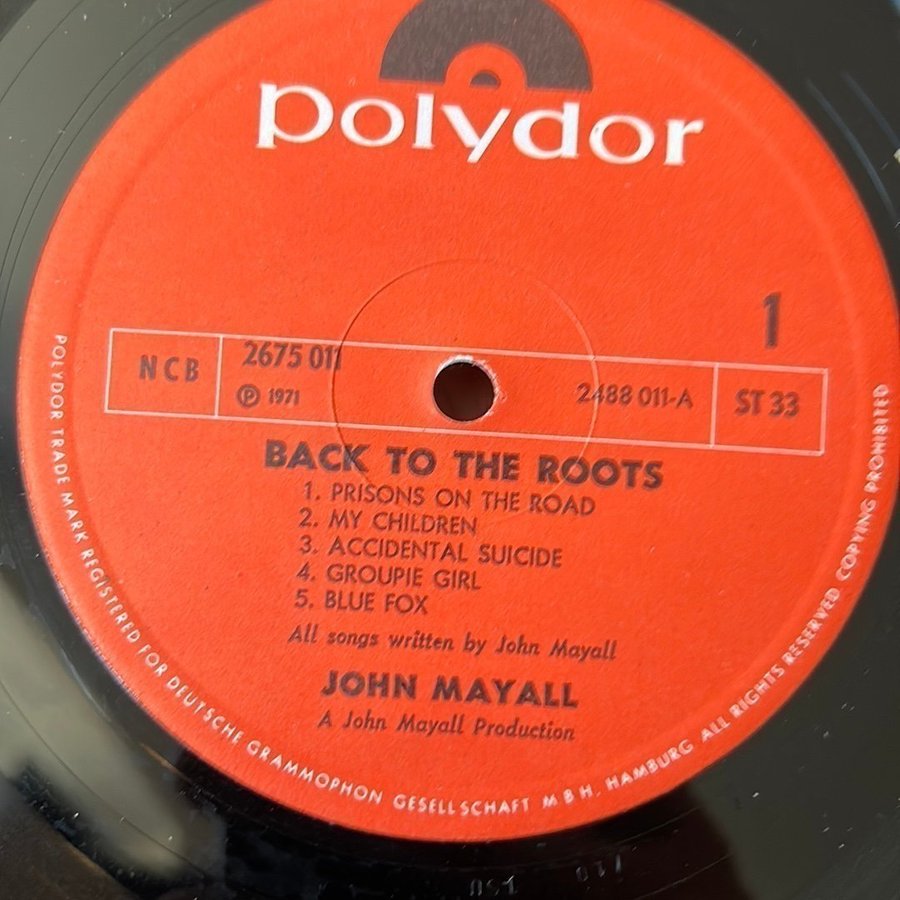 polydor
1
NCB
2675 011
℗ 1971
2488 011-A
ST 33
BACK TO THE ROOTS
1. PRISONS ON THE ROAD
2. MY CHILDREN
3. ACCIDENTAL SUICIDE
4. GROUPIE GIRL
5. BLUE FOX
All songs written by John Mayall
JOHN MAYALL
A John Mayall Production
POLYDOR TRADE MARK REGISTERED FOR DEUTSCHE GRAMMOPHON GESELLSCHAFT MBH. HAMBURG ALL RIGHTS RESERVED COPYING PROHIBITED